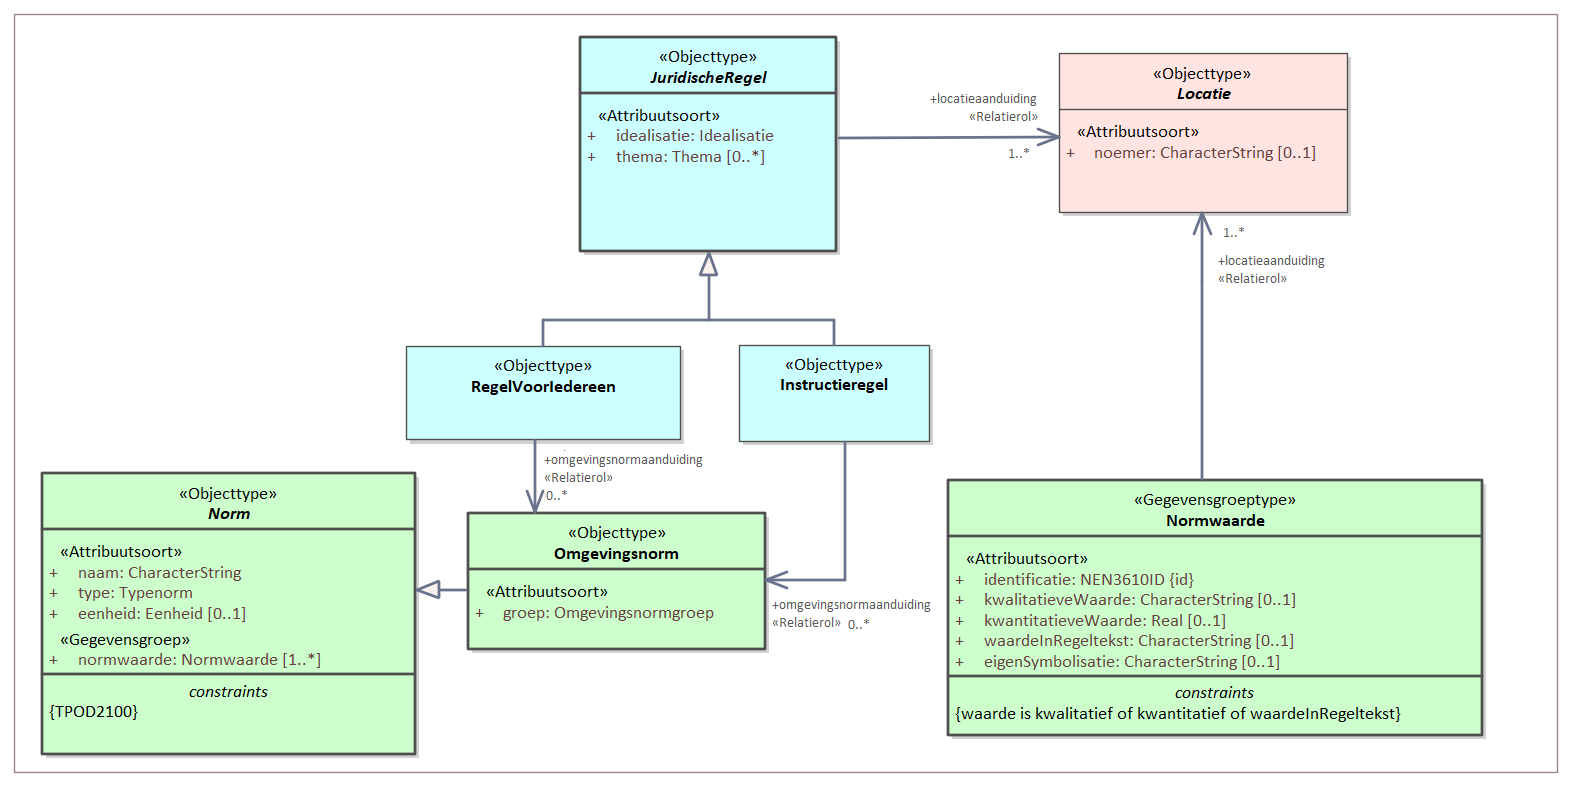 «Objecttype»
JuridischeRegel
«Attribuutsoort»
+ idealisatie: Idealisatie
+ thema: Thema [0..*]
+locatieaanduiding
«Relatierol»
1..*
«Objecttype»
Locatie
«Attribuutsoort»
+ noemer: CharacterString [0..1]
1..*
+locatieaanduiding
«Relatierol»
«Objecttype»
RegelVoorIedereen
«Objecttype»
Instructieregel
+omgevingsnormaanduiding
«Relatierol»
0..*
«Objecttype»
Norm
«Attribuutsoort»
+ naam: CharacterString
+ type: Typenorm
+ eenheid: Eenheid [0..1]
«Gegevensgroep»
+ normwaarde: Normwaarde [1..*]
constraints
{TPOD2100}
«Objecttype»
Omgevingsnorm
«Attribuutsoort»
+ groep: Omgevingsnormgroep
+omgevingsnormaanduiding
«Relatierol» 0..*
«Gegevensgroeptype»
Normwaarde
«Attribuutsoort»
+ identificatie: NEN3610ID {id}
+ kwalitatieveWaarde: CharacterString [0..1]
+ kwantitatieveWaarde: Real [0..1]
+ waardeInRegeltekst: CharacterString [0..1]
+ eigenSymbolisatie: CharacterString [0..1]
constraints
{waarde is kwalitatief of kwantitatief of waardeInRegeltekst}